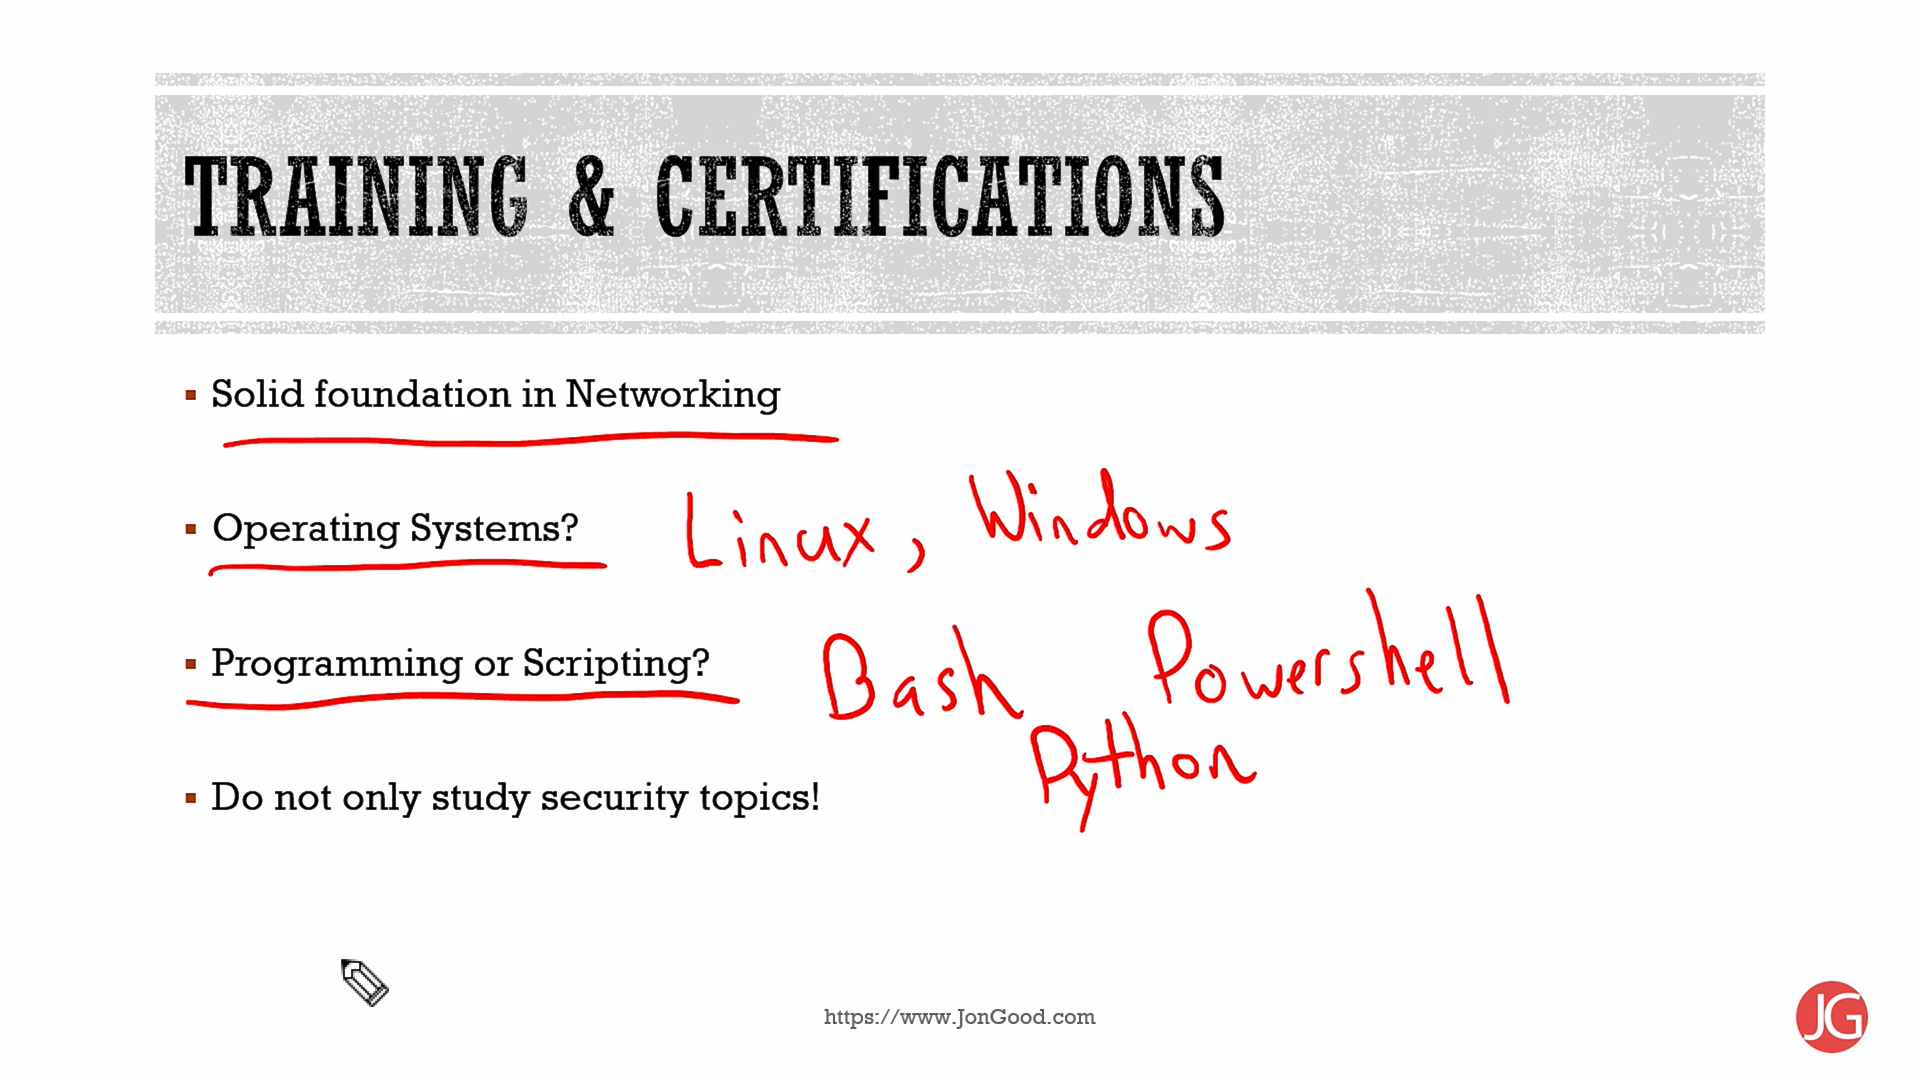 TRAINING & CERTIFICATIONS
▪ Solid foundation in Networking
▪ Operating Systems? Linux, Windows
▪ Programming or Scripting? Bash Powershell
Python
▪ Do not only study security topics!
https://www.JonGood.com
JG